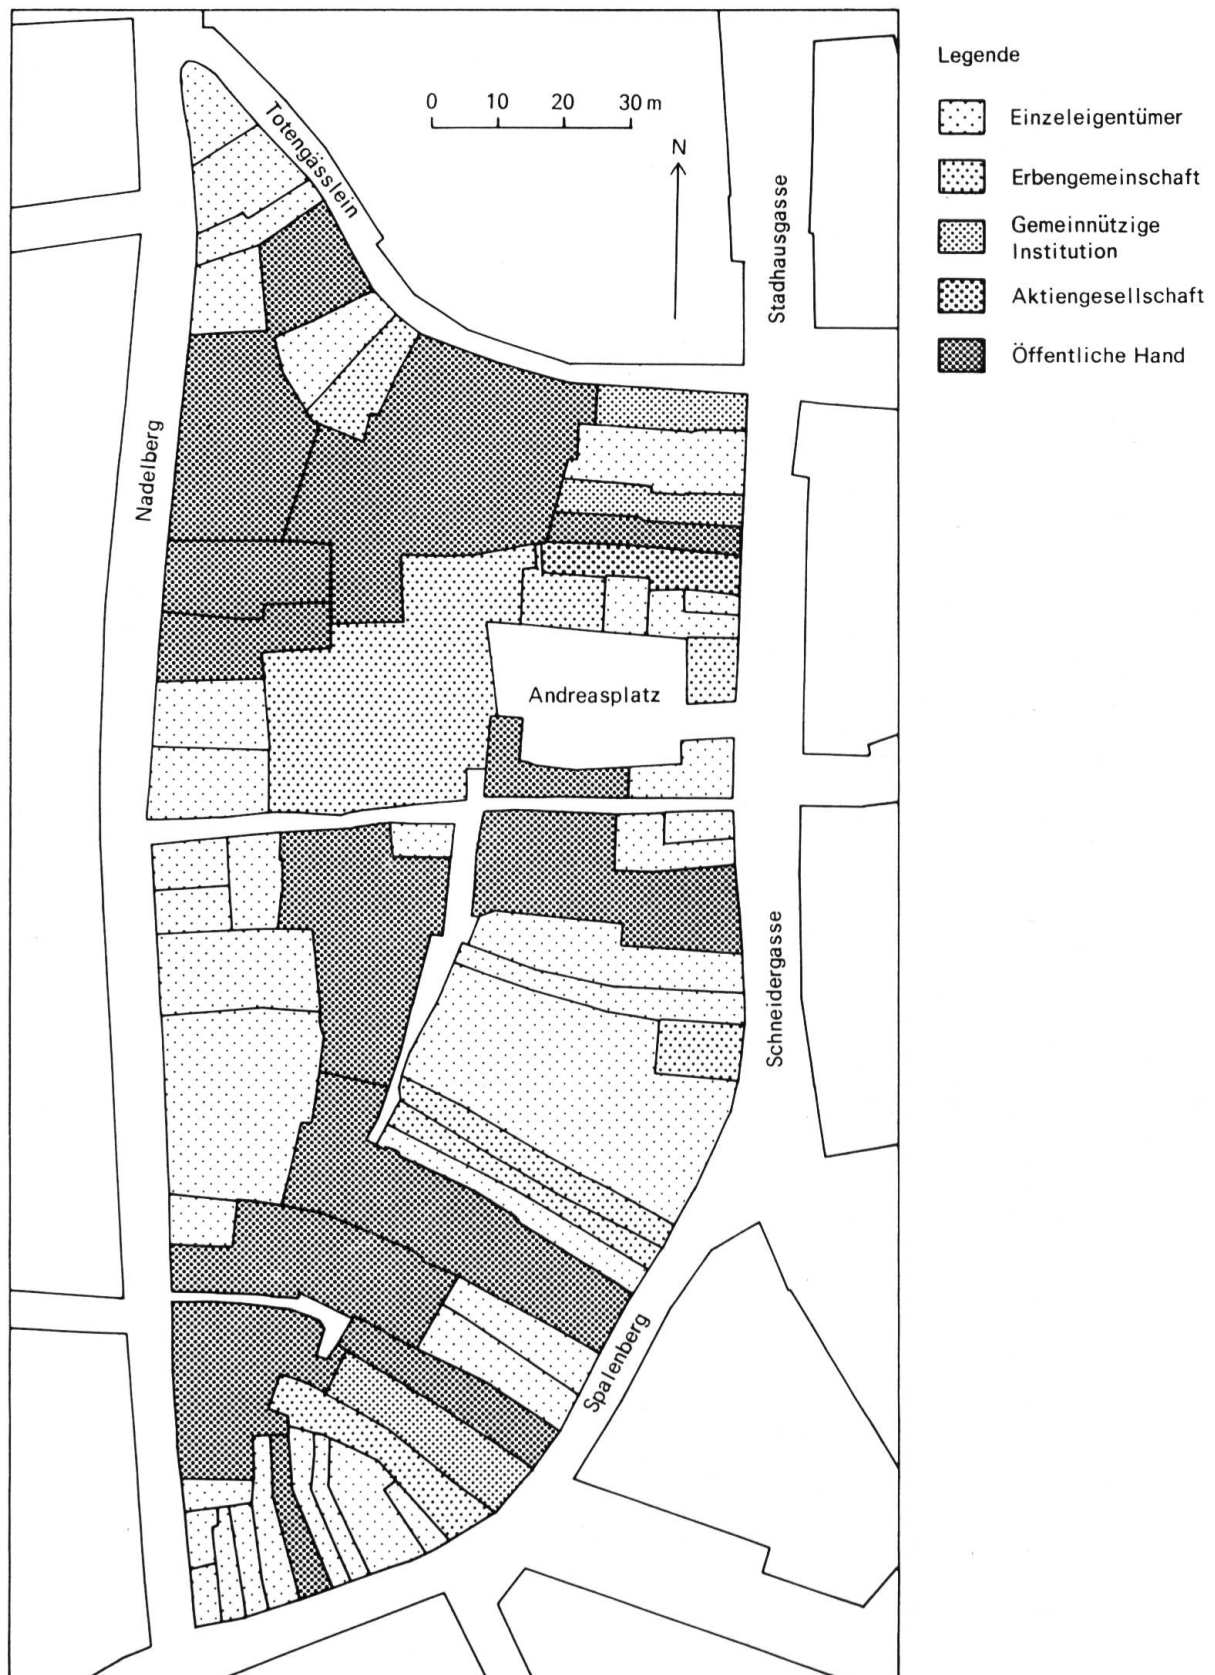 Legende
Einzeleigentümer
Erbengemeinschaft
Gemeinnützige
Institution
Aktiengesellschaft
Öffentliche Hand
0 10 20 30 m
N
Totengässlein
Stadhausgasse
Nadelberg
Andreasplatz
Schneidergasse
Spalenberg